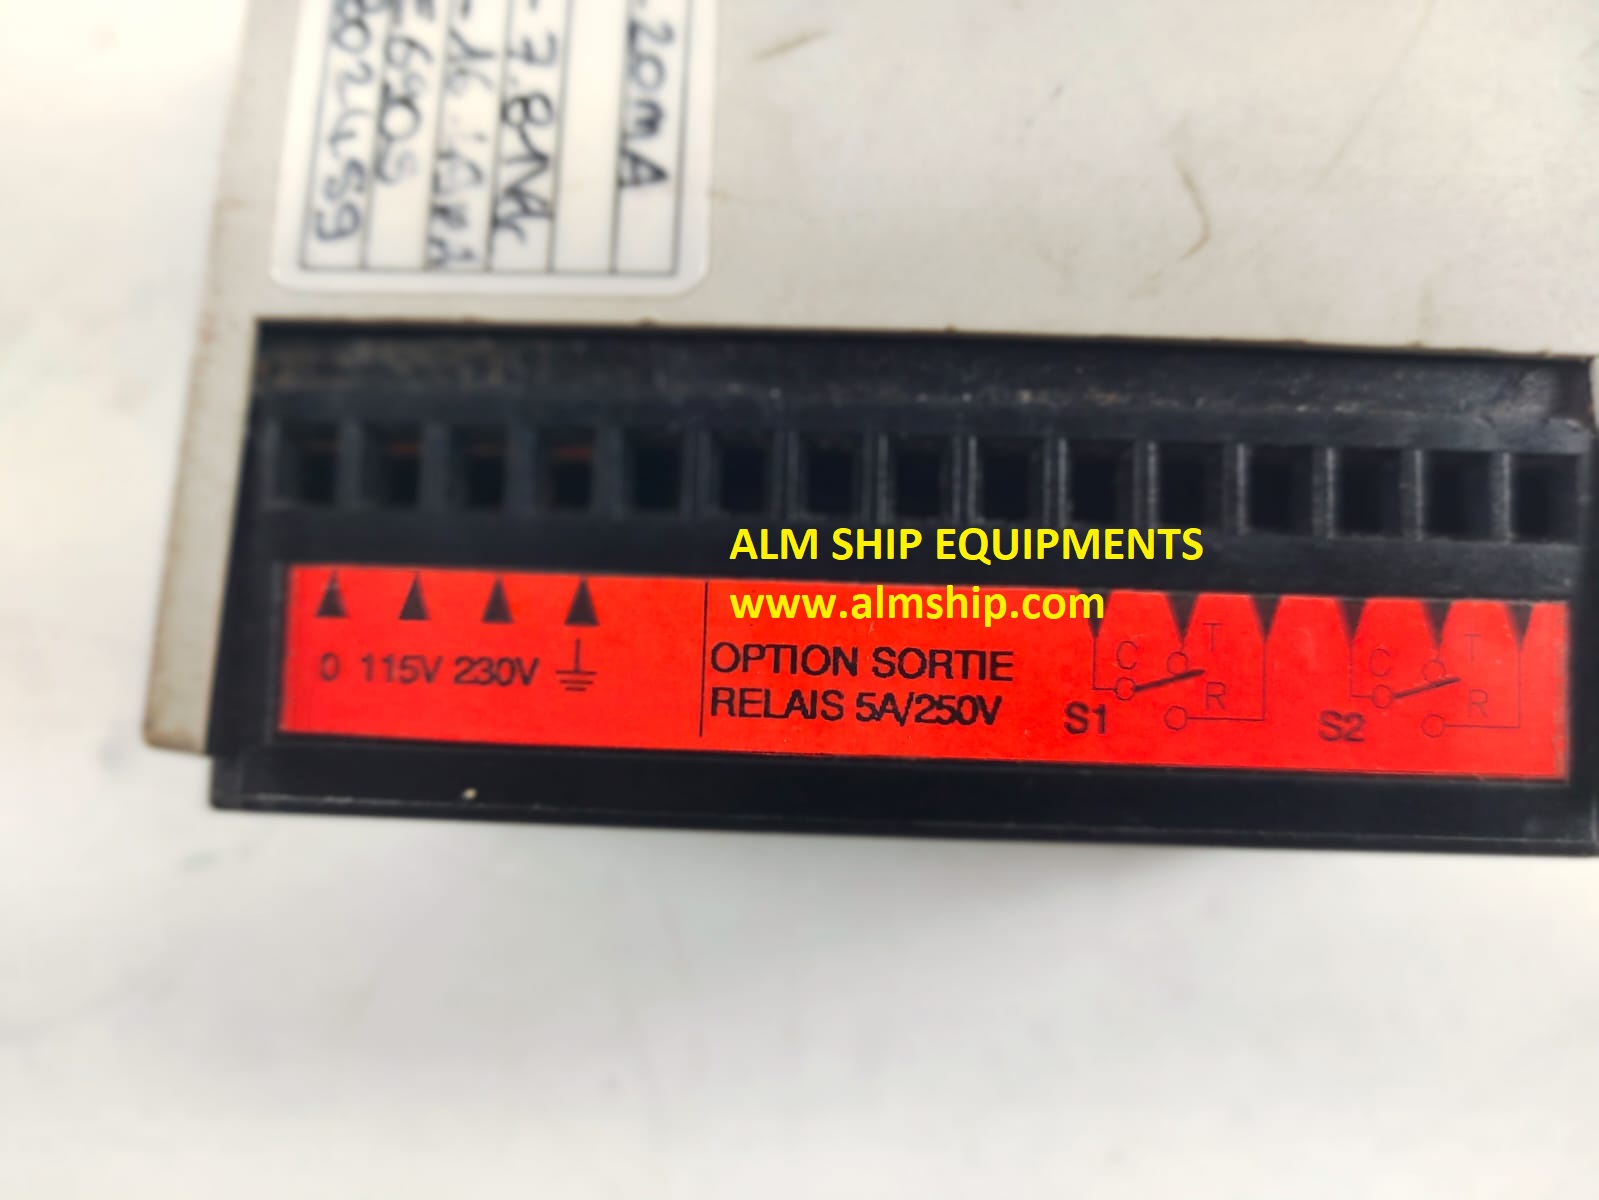 .20mA
0 115V 230V
OPTION SORTIE
RELAIS 5A/250V
C T
R
S1
C T
R
S2
ALM SHIP EQUIPMENTS
www.almship.com